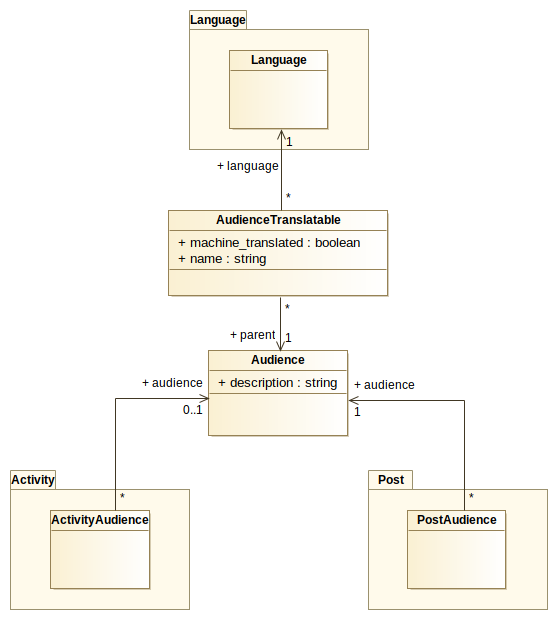 Language
Language
1
+ language
*
AudienceTranslatable
+ machine_translated : boolean
+ name : string
*
+ parent
1
Audience
+ description : string
+ audience
0..1
+ audience
1
Activity
*
ActivityAudience
Post
*
PostAudience